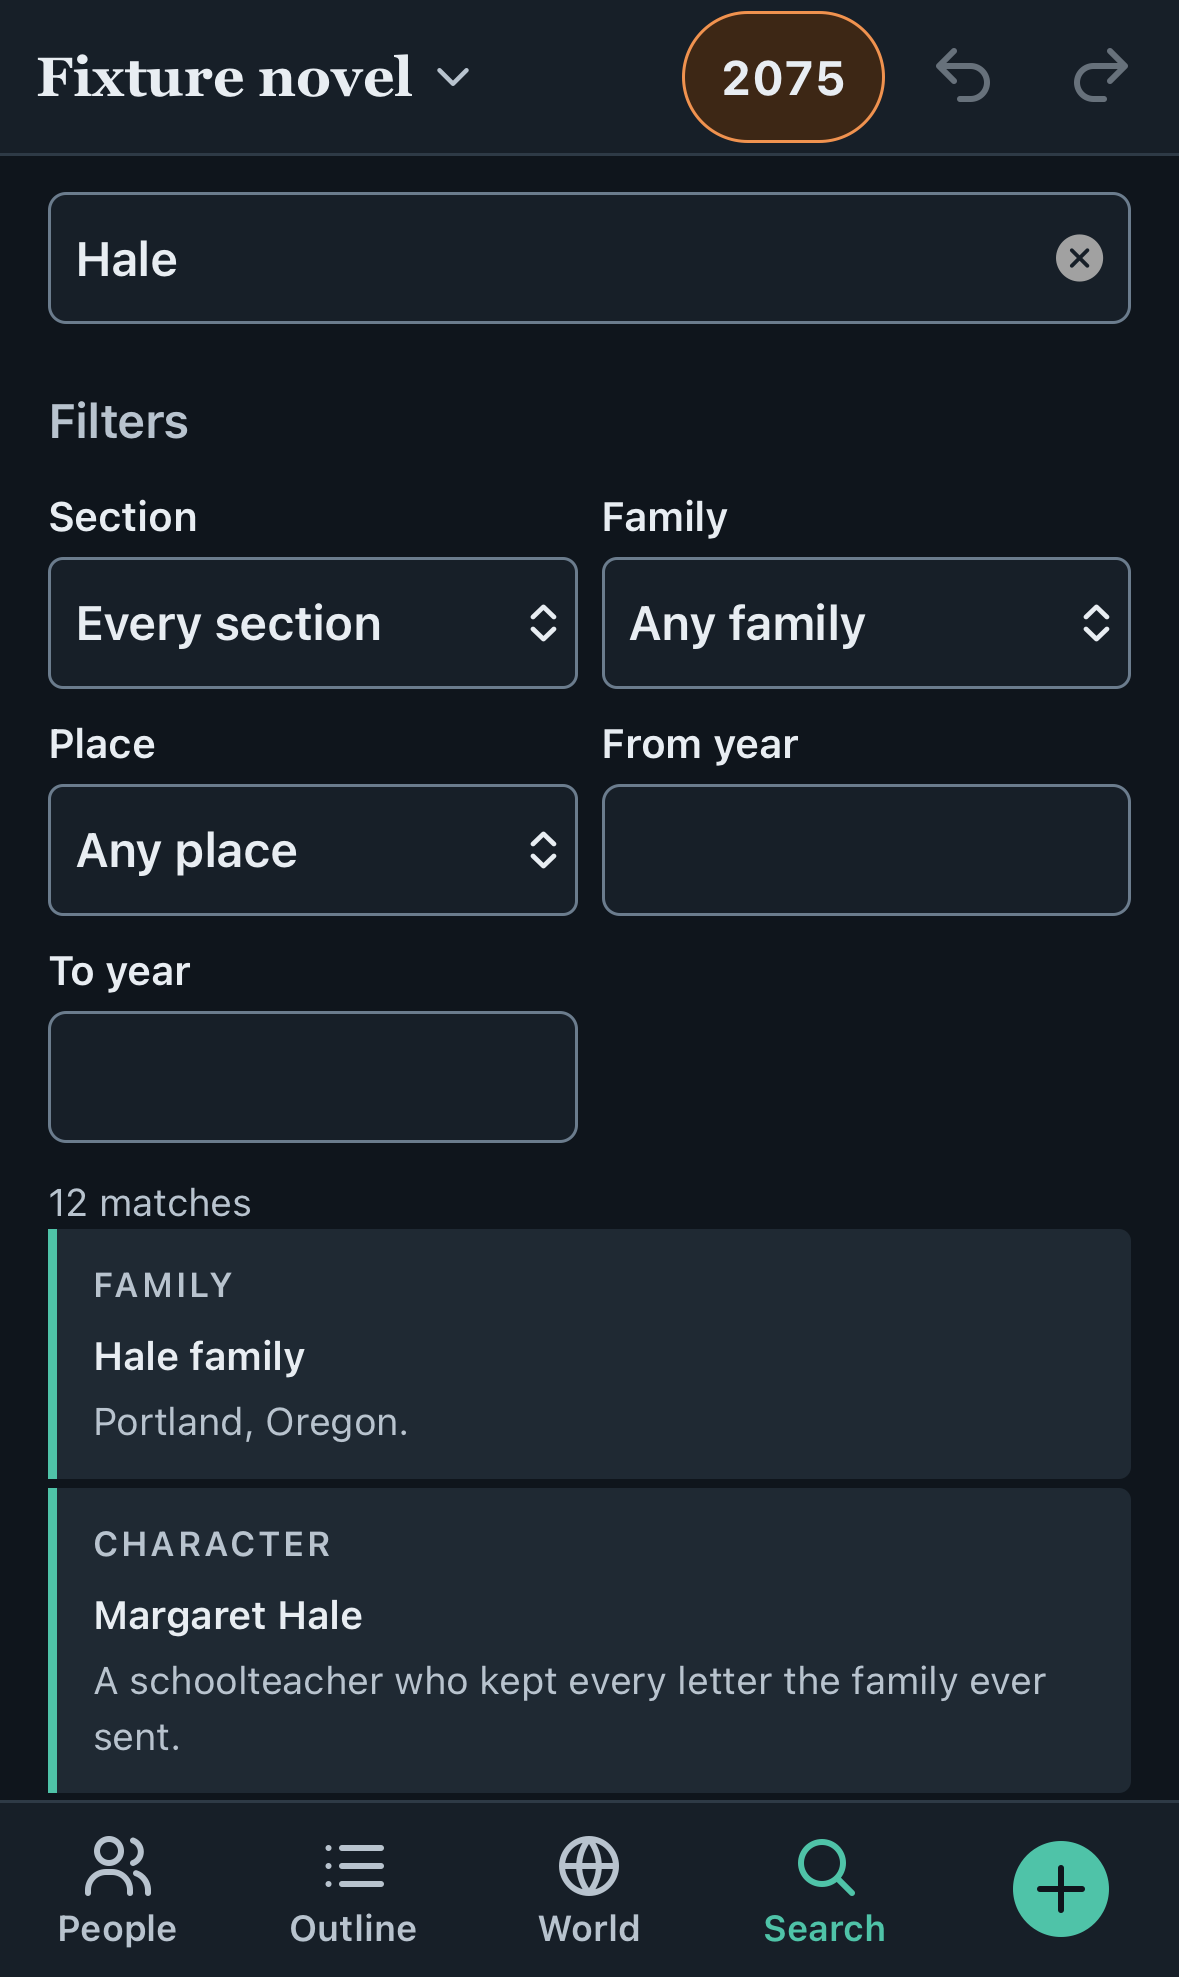 Fixture novel
2075
Hale
Filters
Section
Family
Every section
Any family
Place
From year
Any place
To year
12 matches
FAMILY
Hale family
Portland, Oregon.
CHARACTER
Margaret Hale
A schoolteacher who kept every letter the family ever
sent.
People
Outline
World
Search